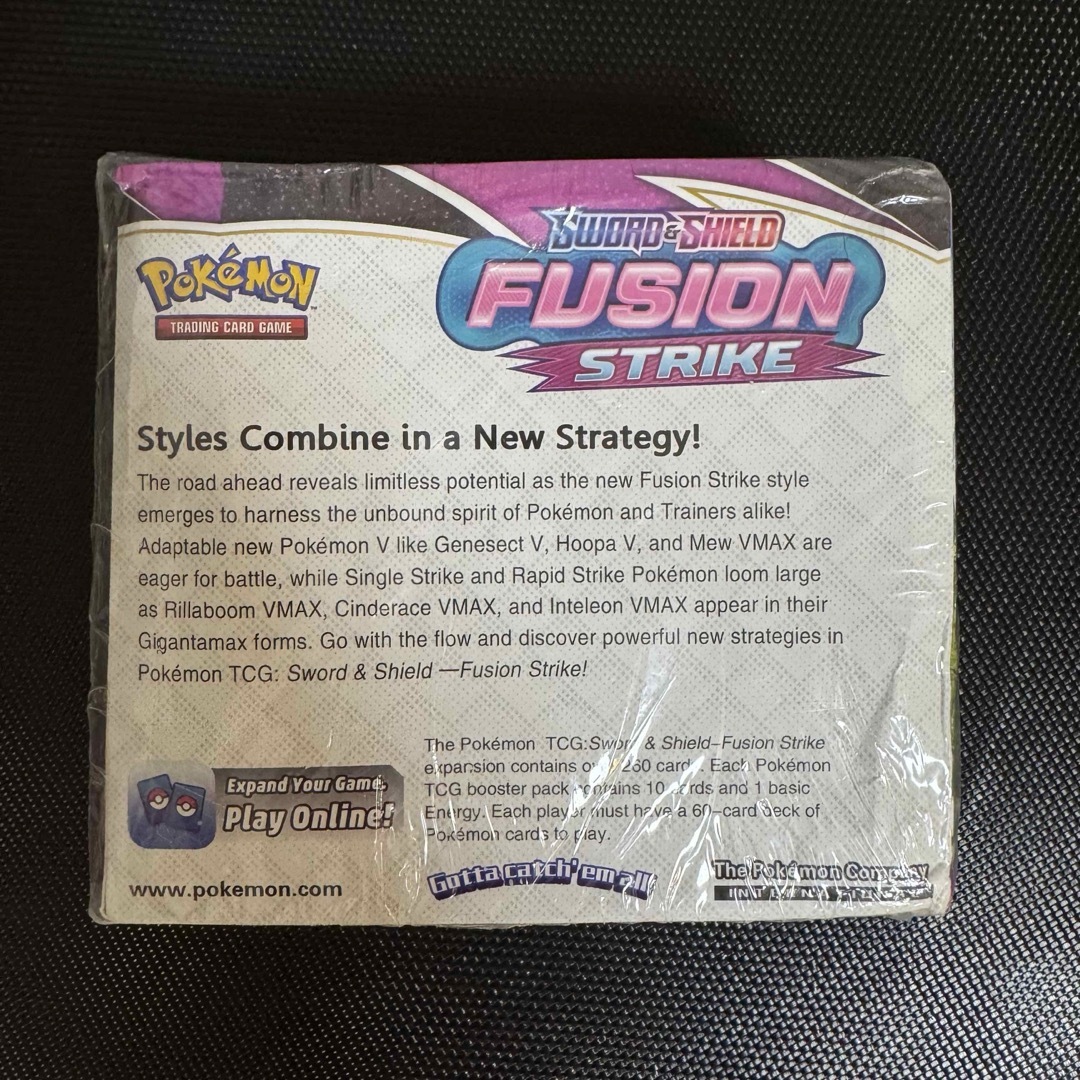 SWORD & SHIELD
FUSION
STRIKE
POKéMON
TRADING CARD GAME
Styles Combine in a New Strategy!
The road ahead reveals limitless potential as the new Fusion Strike style
emerges to harness the unbound spirit of Pokémon and Trainers alike!
Adaptable new Pokémon V like Genesect V, Hoopa V, and Mew VMAX are
eager for battle, while Single Strike and Rapid Strike Pokémon loom large
as Rillaboom VMAX, Cinderace VMAX, and Inteleon VMAX appear in their
Gigantamax forms. Go with the flow and discover powerful new strategies in
Pokémon TCG: Sword & Shield —Fusion Strike!
The Pokémon TCG:Sword & Shield–Fusion Strike
expansion contains 260 cards. Each Pokémon
TCG booster pack contains 10 cards and 1 basic
Energy. Each player must have a 60–card deck of
Pokémon cards to play.
Expand Your Game.
Play Online!
www.pokemon.com
Gotta catch'em all
The Pokémon Company